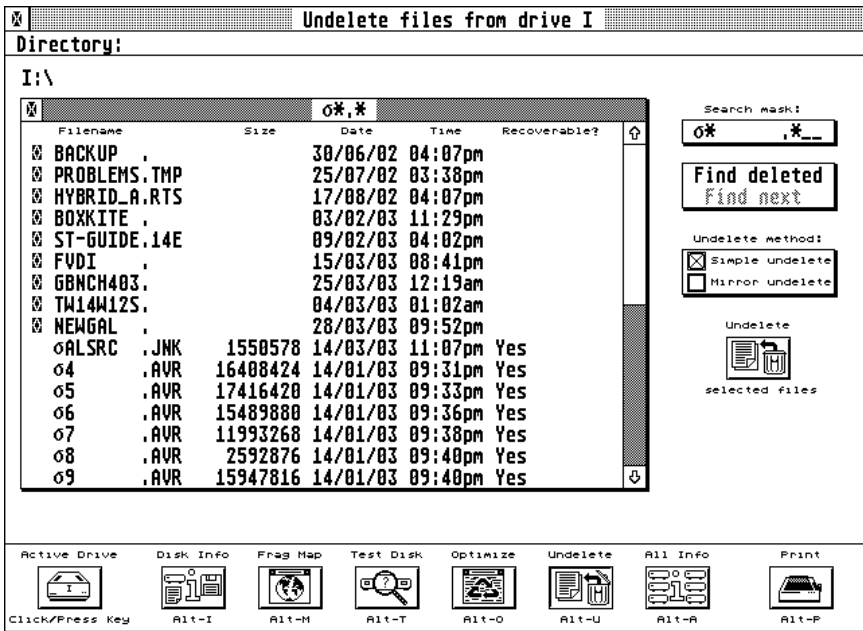 Undelete files from drive I
Directory:
I:\
σ*.*
Filename Size Date Time Recoverable?
BACKUP . 30/06/02 04:07pm
PROBLEMS.TMP 25/07/02 03:38pm
HYBRID_A.RTS 17/08/02 04:07pm
BOXKITE . 03/02/03 11:29pm
ST-GUIDE.14E 09/02/03 04:02pm
FVDI . 15/03/03 08:41pm
GBNCH403. 25/03/03 12:19am
TW14W12S. 04/03/03 01:02am
NEWGAL . 28/03/03 09:52pm
σALSRC .JNK 1550578 14/03/03 11:07pm Yes
σ4 .AVR 16408424 14/01/03 09:31pm Yes
σ5 .AVR 17416420 14/01/03 09:33pm Yes
σ6 .AVR 15489880 14/01/03 09:36pm Yes
σ7 .AVR 11993268 14/01/03 09:38pm Yes
σ8 .AVR 2592876 14/01/03 09:40pm Yes
σ9 .AVR 15947816 14/01/03 09:40pm Yes
Search mask:
σ* .*__
Find deleted
Find next
Undelete method:
Simple undelete
Mirror undelete
Undelete
selected files
Active Drive Disk Info Frag Map Test Disk Optimize Undelete All Info Print
I
Click/Press Key Alt-I Alt-M Alt-T Alt-O Alt-U Alt-A Alt-P